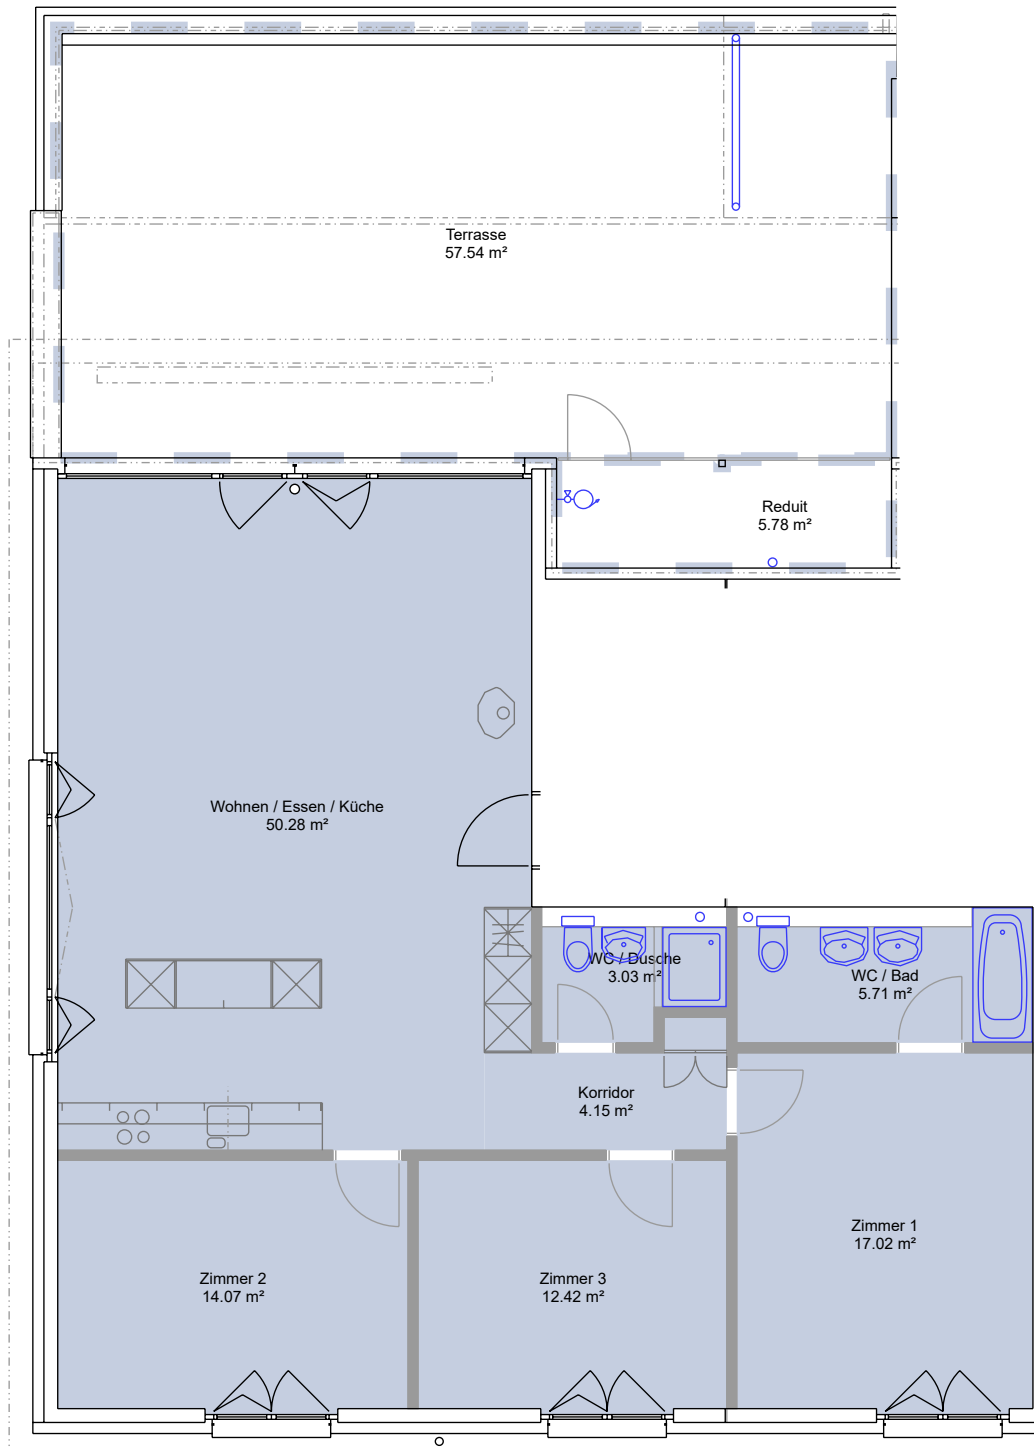 Terrasse
57.54 m²
Reduit
5.78 m²
Wohnen / Essen / Küche
50.28 m²
WC / Dusche
3.03 m²
WC / Bad
5.71 m²
Korridor
4.15 m²
Zimmer 1
17.02 m²
Zimmer 2
14.07 m²
Zimmer 3
12.42 m²